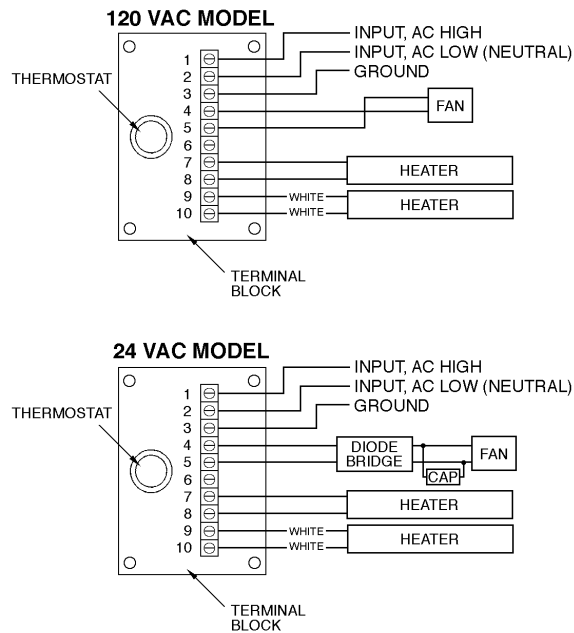 120 VAC MODEL
INPUT, AC HIGH
INPUT, AC LOW (NEUTRAL)
GROUND
THERMOSTAT
1
2
3
4
5
6
7
8
9
10
FAN
HEATER
WHITE
WHITE
HEATER
TERMINAL
BLOCK
24 VAC MODEL
INPUT, AC HIGH
INPUT, AC LOW (NEUTRAL)
GROUND
THERMOSTAT
1
2
3
4
5
6
7
8
9
10
DIODE
BRIDGE
FAN
CAP
HEATER
WHITE
WHITE
HEATER
TERMINAL
BLOCK